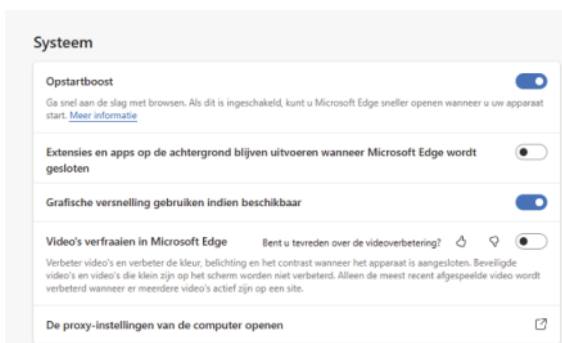 Systeem
Opstartboost
Ga snel aan de slag met browsen. Als dit is ingeschakeld, kunt u Microsoft Edge sneller openen wanneer u uw apparaat
start. Meer informatie
Extensies en apps op de achtergrond blijven uitvoeren wanneer Microsoft Edge wordt
gesloten
Grafische versnelling gebruiken indien beschikbaar
Video's verfraaien in Microsoft Edge Bent u tevreden over de videoverbetering?
Verbeter video's en verbeter de kleur, belichting en het contrast wanneer het apparaat is aangesloten. Beveiligde
video's en video's die klein zijn op het scherm worden niet verbeterd. Alleen de meest recent afgespeelde video wordt
verbeterd wanneer er meerdere video's actief zijn op een site.
De proxy-instellingen van de computer openen